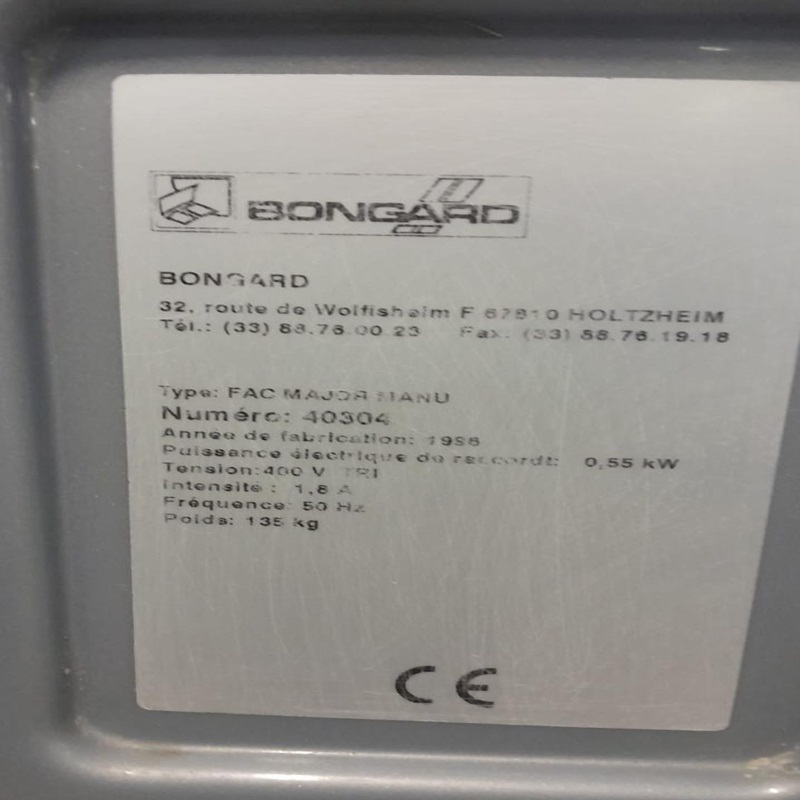 BONGARD
BONGARD
32, route de Wolfisheim F 67810 HOLTZHEIM
Tél.: (33) 88.76.00.23 Fax: (33) 88.76.19.18
Type: FAC MAJOR MANU
Numéro: 40304
Année de fabrication:
Puissance électrique de raccordt: 0,55 kW
Tension:400 V TRI
Intensité : 1,8 A
Fréquence: 50 Hz
Poids: 135 kg
CE